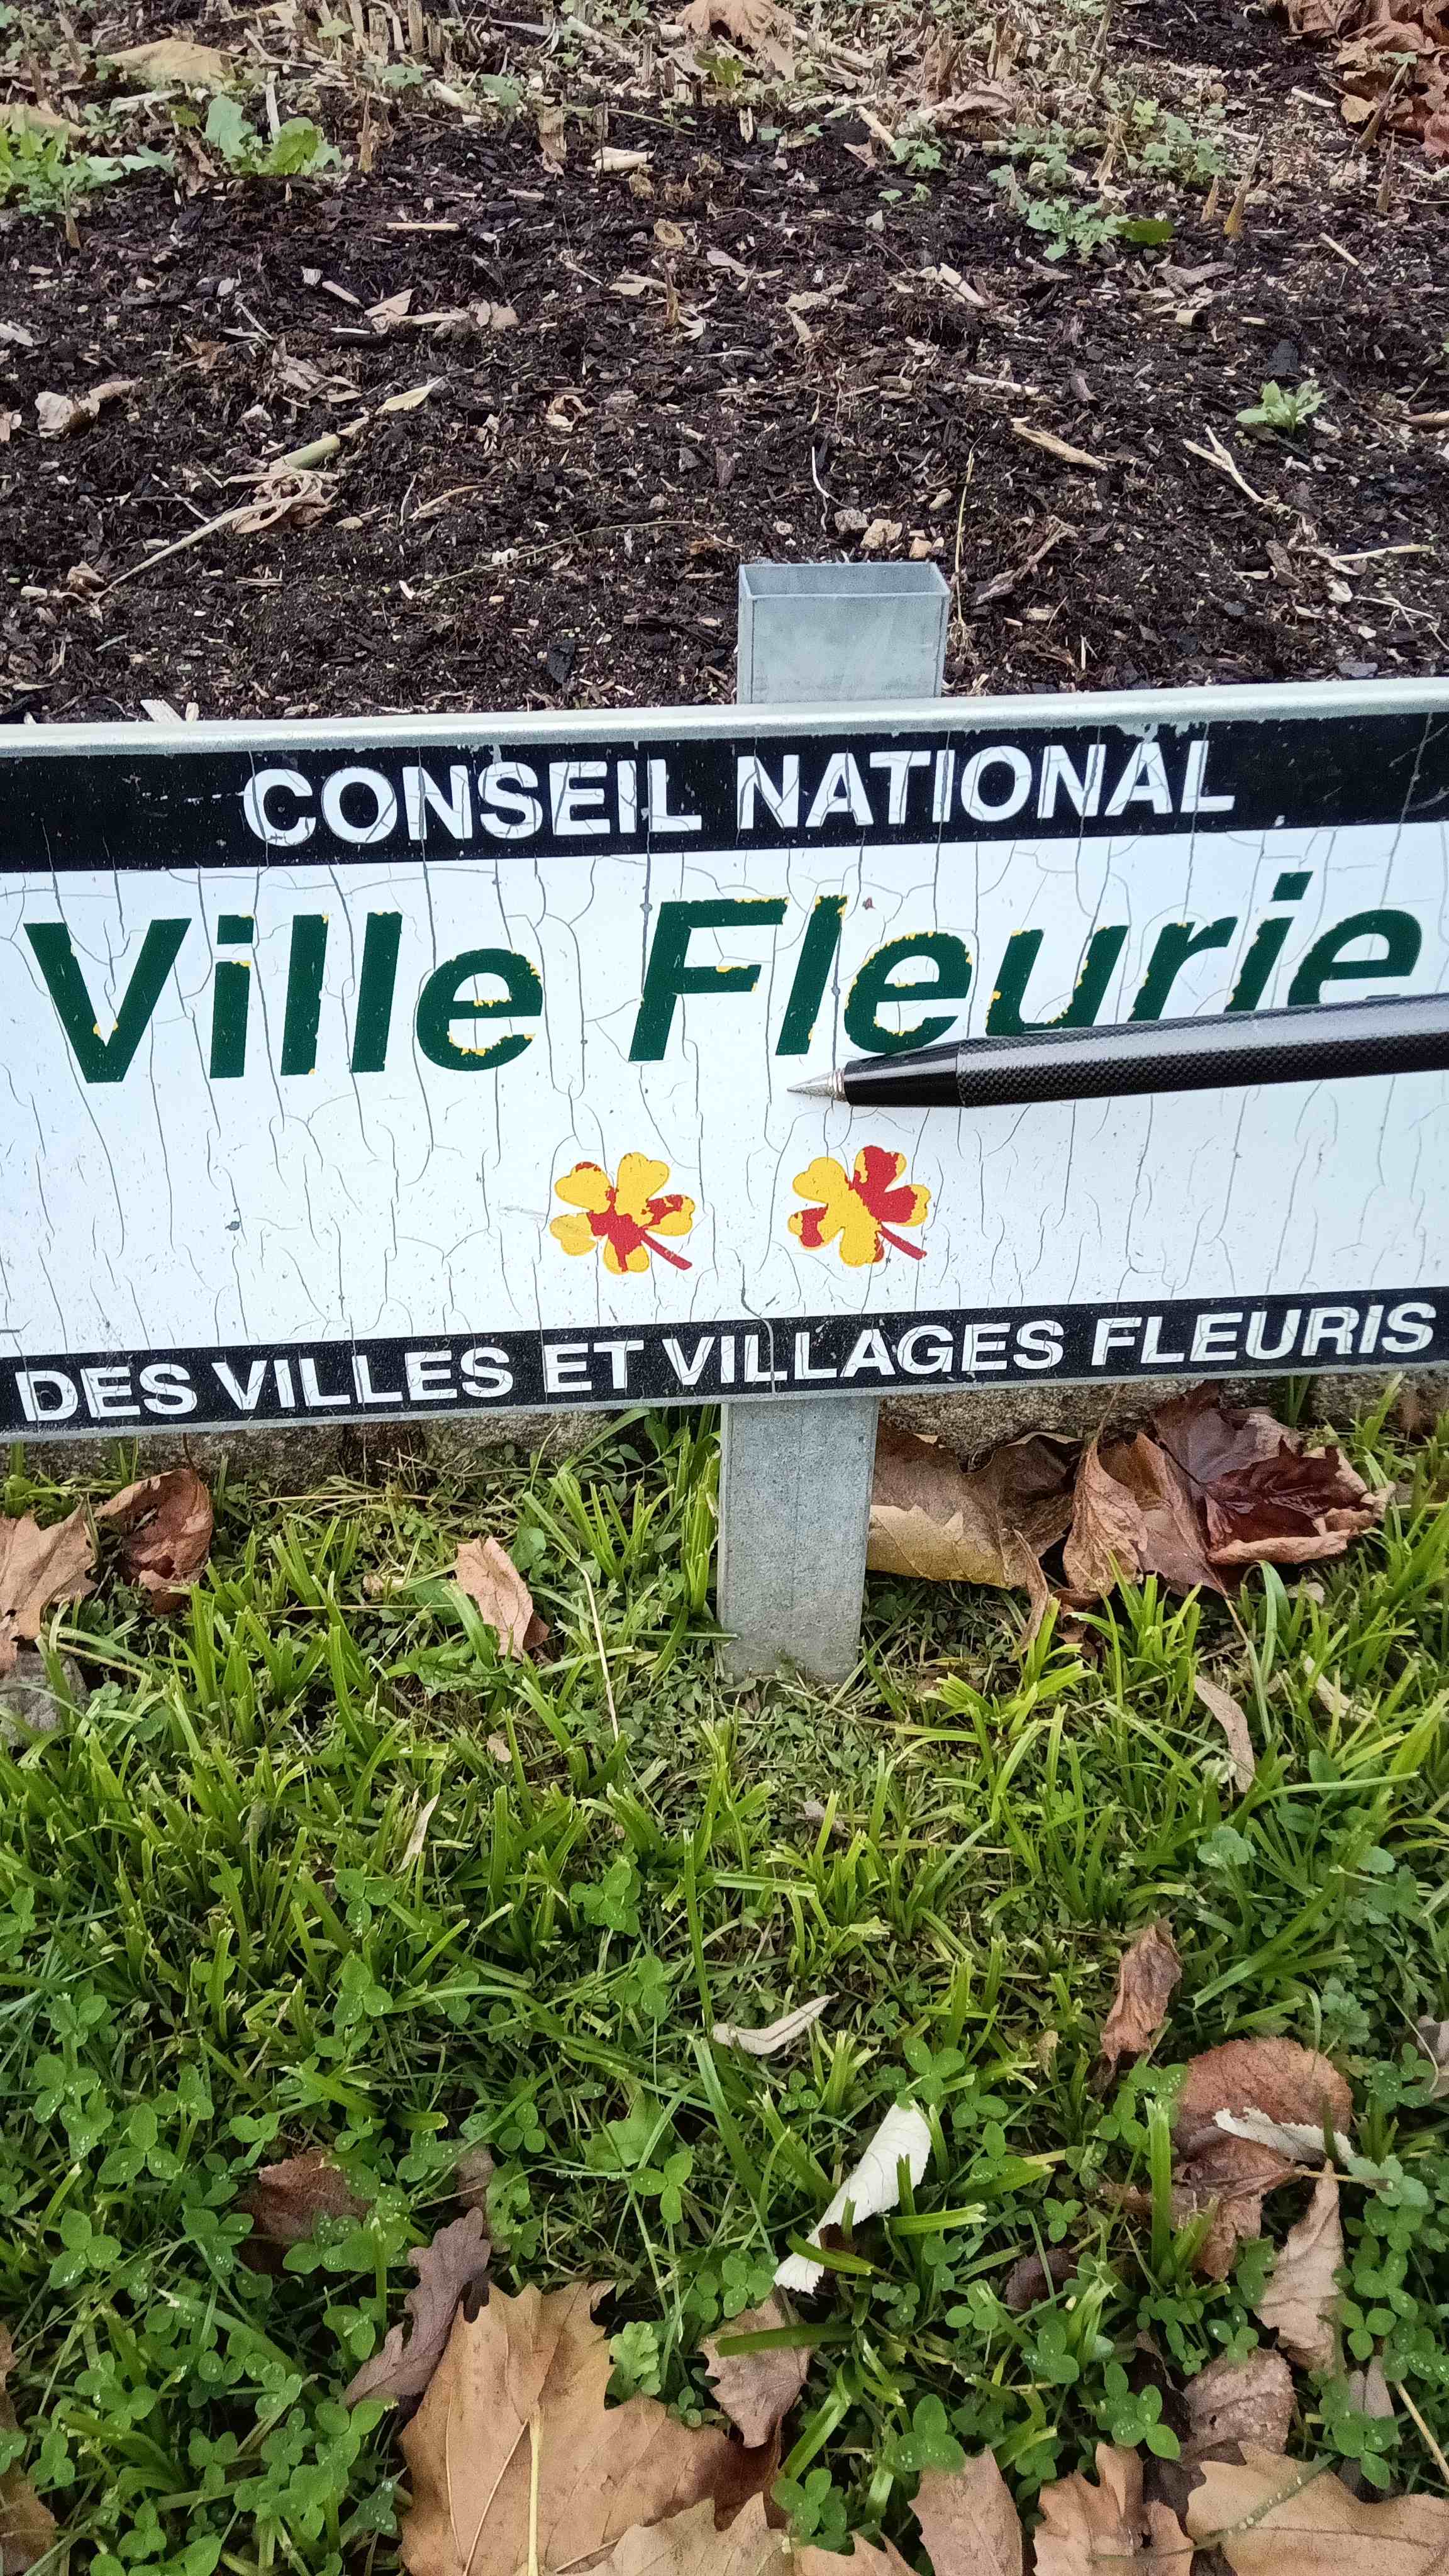 CONSEIL NATIONAL
Ville Fleurie
DES VILLES ET VILLAGES FLEURIS